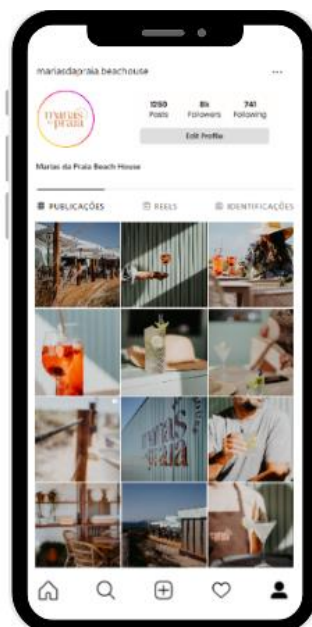 mariasdapraia.beachouse
...
marias
da praia
1250 8k 741
Posts Followers Following
Edit Profile
Marias da Praia Beach House
PUBLICAÇÕES REELS IDENTIFICAÇÕES
marias
da praia